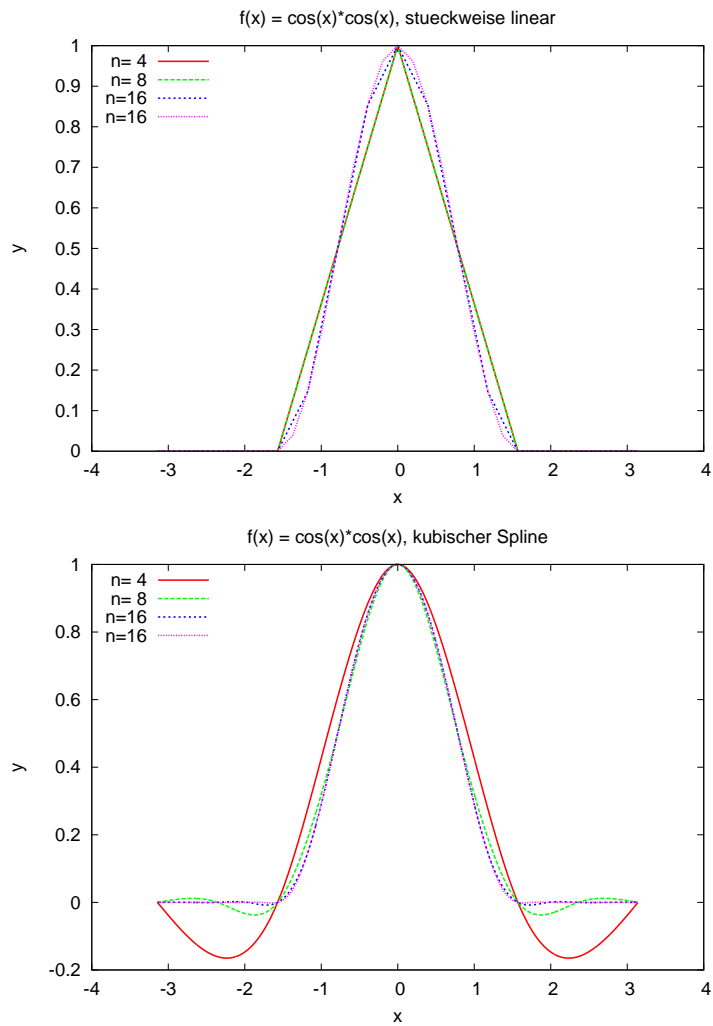 f(x) = cos(x)*cos(x), stueckweise linear
n= 4
n= 8
n=16
n=16
1
0.9
0.8
0.7
0.6
0.5
0.4
0.3
0.2
0.1
0
y
-4 -3 -2 -1 0 1 2 3 4
x
f(x) = cos(x)*cos(x), kubischer Spline
n= 4
n= 8
n=16
n=16
1
0.8
0.6
0.4
0.2
0
-0.2
y
-4 -3 -2 -1 0 1 2 3 4
x